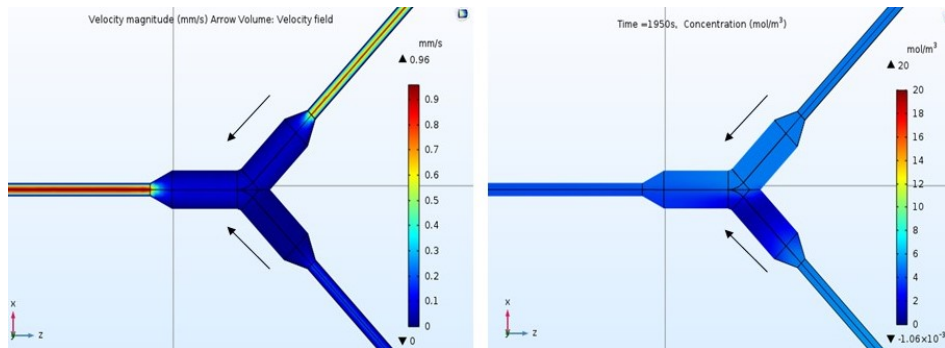 Velocity magnitude (mm/s) Arrow Volume: Velocity field
mm/s
▲ 0.96
0.9
0.8
0.7
0.6
0.5
0.4
0.3
0.2
0.1
0
▼ 0
x
y
z
Time =1950s, Concentration (mol/m³)
mol/m³
▲ 20
20
18
16
14
12
10
8
6
4
2
0
▼ -1.06×10⁻³
x
y
z